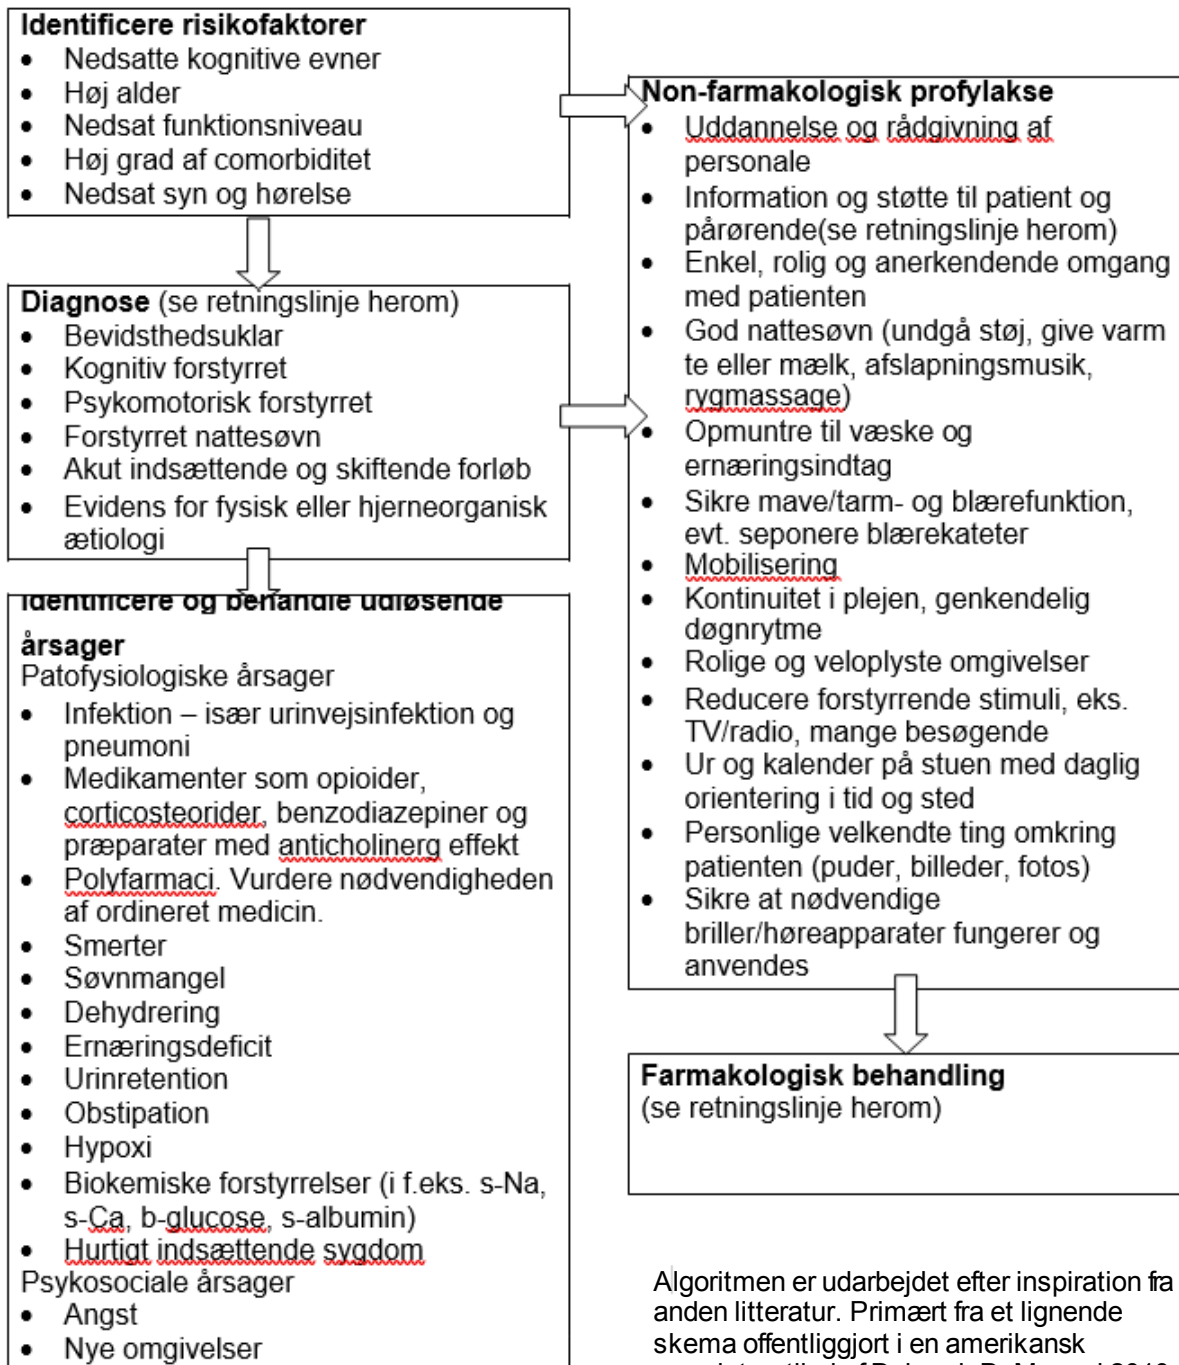 Identificere risikofaktorer
• Nedsatte kognitive evner
• Høj alder
• Nedsat funktionsniveau
• Høj grad af comorbiditet
• Nedsat syn og hørelse
Diagnose (se retningslinje herom)
• Bevidsthedsuklar
• Kognitiv forstyrret
• Psykomotorisk forstyrret
• Forstyrret nattesøvn
• Akut indsættende og skiftende forløb
• Evidens for fysisk eller hjerneorganisk
ætiologi
Identificere og behandle udløsende
årsager
Patofysiologiske årsager
• Infektion – især urinvejsinfektion og
pneumoni
• Medikamenter som opioider,
corticosteorider, benzodiazepiner og
præparater med anticholinerg effekt
• Polyfarmaci. Vurdere nødvendigheden
af ordineret medicin.
• Smerter
• Søvnmangel
• Dehydrering
• Ernæringsdeficit
• Urinretention
• Obstipation
• Hypoxi
• Biokemiske forstyrrelser (i f.eks. s-Na,
s-Ca, b-glucose, s-albumin)
• Hurtigt indsættende sygdom
Psykosociale årsager
• Angst
• Nye omgivelser
Non-farmakologisk profylakse
• Uddannelse og rådgivning af
personale
• Information og støtte til patient og
pårørende(se retningslinje herom)
• Enkel, rolig og anerkendende omgang
med patienten
• God nattesøvn (undgå støj, give varm
te eller mælk, afslapningsmusik,
rygmassage)
• Opmuntre til væske og
ernæringsindtag
• Sikre mave/tarm- og blærefunktion,
evt. seponere blærekateter
• Mobilisering
• Kontinuitet i plejen, genkendelig
døgnrytme
• Rolige og veloplyste omgivelser
• Reducere forstyrrende stimuli, eks.
TV/radio, mange besøgende
• Ur og kalender på stuen med daglig
orientering i tid og sted
• Personlige velkendte ting omkring
patienten (puder, billeder, fotos)
• Sikre at nødvendige
briller/høreapparater fungerer og
anvendes
Farmakologisk behandling
(se retningslinje herom)
Algoritmen er udarbejdet efter inspiration fra
anden litteratur. Primært fra et lignende
skema offentliggjort i en amerikansk